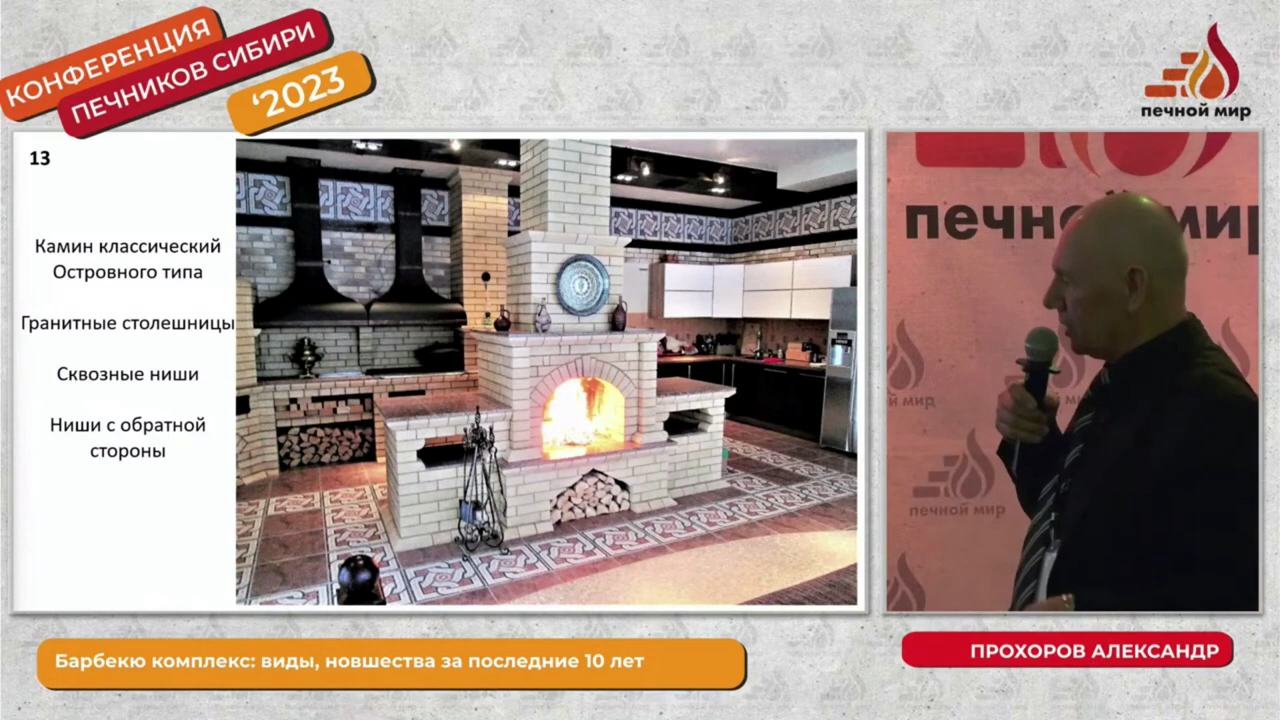 КОНФЕРЕНЦИЯ
ПЕЧНИКОВ СИБИРИ
‘2023
печной мир
13
Камин классический
Островного типа
Гранитные столешницы
Сквозные ниши
Ниши с обратной
стороны
печной мир
й мир
печной мир
Барбекю комплекс: виды, новшества за последние 10 лет
ПРОХОРОВ АЛЕКСАНДР